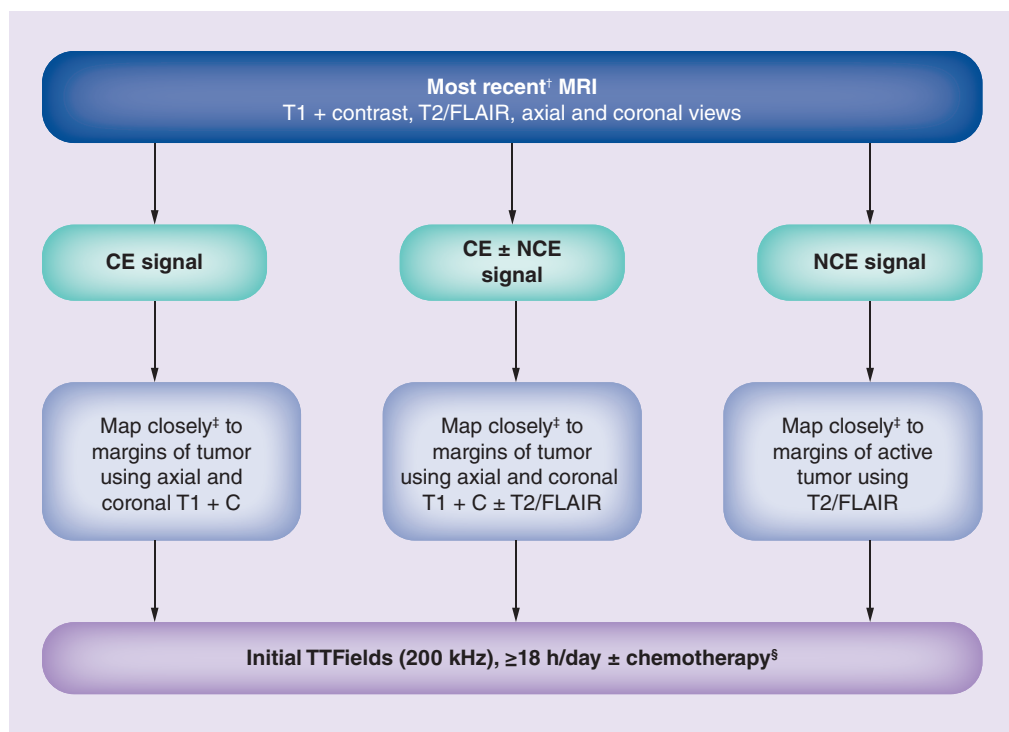 Most recent† MRI
T1 + contrast, T2/FLAIR, axial and coronal views
CE signal
CE ± NCE
signal
NCE signal
Map closely‡ to
margins of tumor
using axial and
coronal T1 + C
Map closely‡ to
margins of tumor
using axial and coronal
T1 + C ± T2/FLAIR
Map closely‡ to
margins of active
tumor using
T2/FLAIR
Initial TTFields (200 kHz), ≥18 h/day ± chemotherapy§